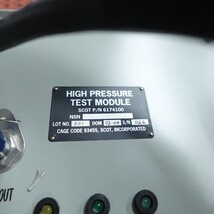 HIGH PRESSURE
TEST MODULE
SCOT P/N 6174100
NSN
LOT NO. DOM S/N
CAGE CODE 93455, SCOT, INCORPORATED
OUT